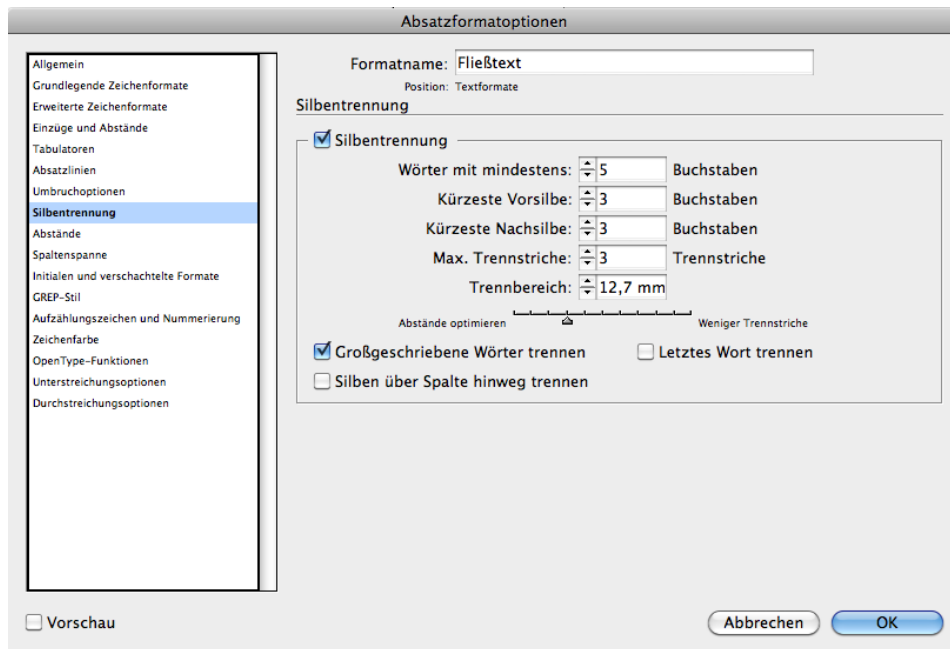 Absatzformatoptionen
Allgemein
Grundlegende Zeichenformate
Erweiterte Zeichenformate
Einzüge und Abstände
Tabulatoren
Absatzlinien
Umbruchoptionen
Silbentrennung
Abstände
Spaltenspanne
Initialen und verschachtelte Formate
GREP-Stil
Aufzählungszeichen und Nummerierung
Zeichenfarbe
OpenType-Funktionen
Unterstreichungsoptionen
Durchstreichungsoptionen
Formatname: Fließtext
Position: Textformate
Silbentrennung
Silbentrennung
Wörter mit mindestens: 5 Buchstaben
Kürzeste Vorsilbe: 3 Buchstaben
Kürzeste Nachsilbe: 3 Buchstaben
Max. Trennstriche: 3 Trennstriche
Trennbereich: 12,7 mm
Abstände optimieren Weniger Trennstriche
Großgeschriebene Wörter trennen Letztes Wort trennen
Silben über Spalte hinweg trennen
Vorschau Abbrechen OK